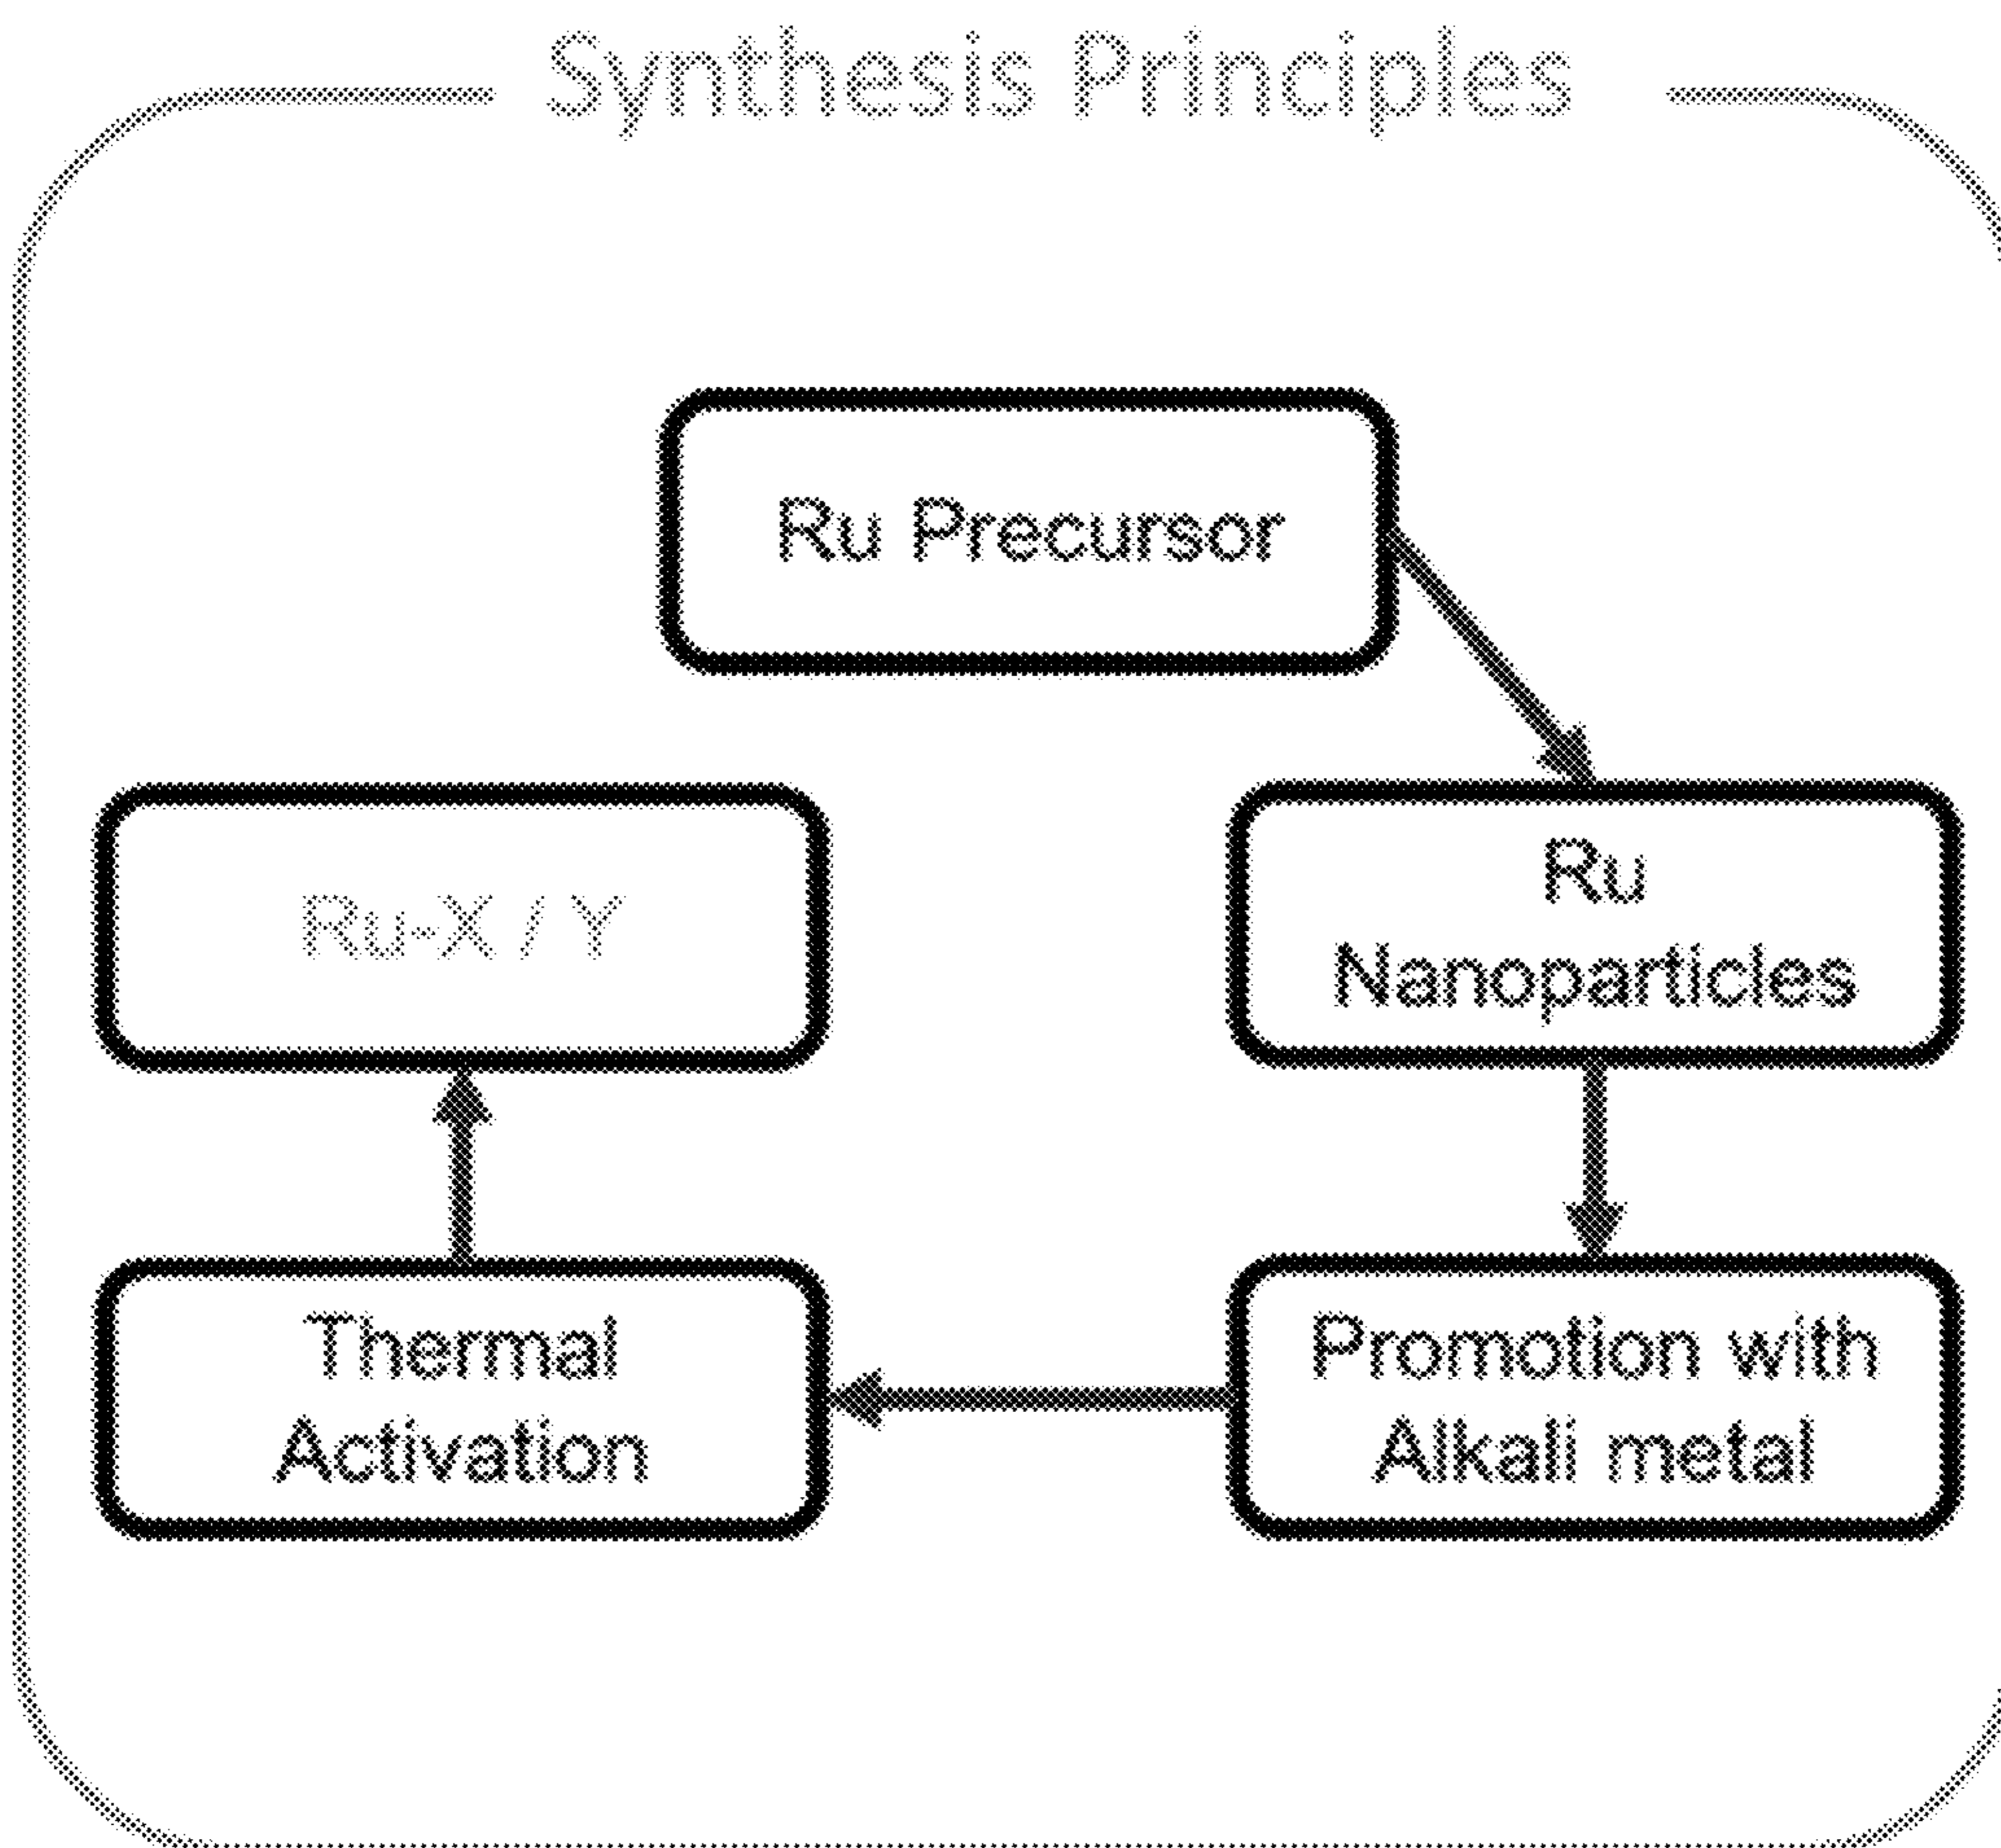 Synthesis Principles
Ru Precursor
Ru
Nanoparticles
Promotion with
Alkali metal
Thermal
Activation
Ru-X / Y